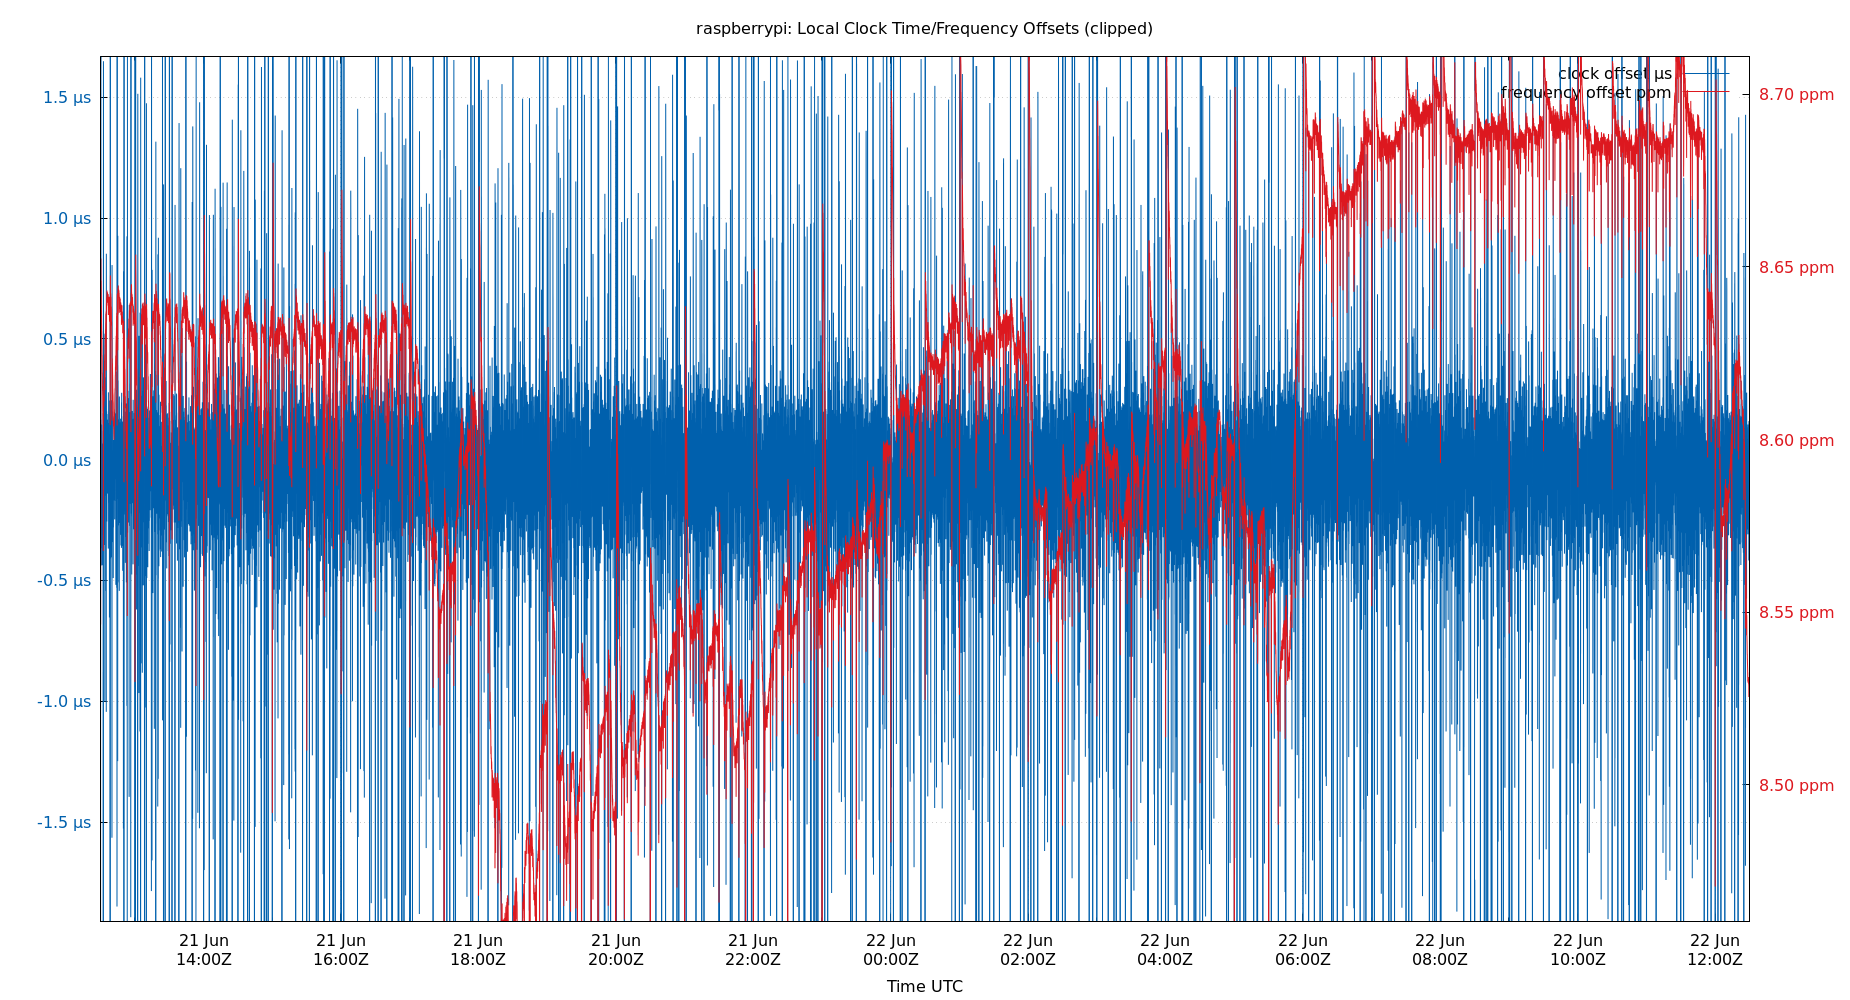 raspberrypi: Local Clock Time/Frequency Offsets (clipped)
clock offset µs
frequency offset ppm
1.5 µs
1.0 µs
0.5 µs
0.0 µs
-0.5 µs
-1.0 µs
-1.5 µs
8.70 ppm
8.65 ppm
8.60 ppm
8.55 ppm
8.50 ppm
21 Jun 21 Jun 21 Jun 21 Jun 21 Jun 22 Jun 22 Jun 22 Jun 22 Jun 22 Jun 22 Jun 22 Jun
14:00Z 16:00Z 18:00Z 20:00Z 22:00Z 00:00Z 02:00Z 04:00Z 06:00Z 08:00Z 10:00Z 12:00Z
Time UTC